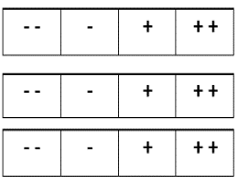 -- - + ++
-- - + ++
-- - + ++